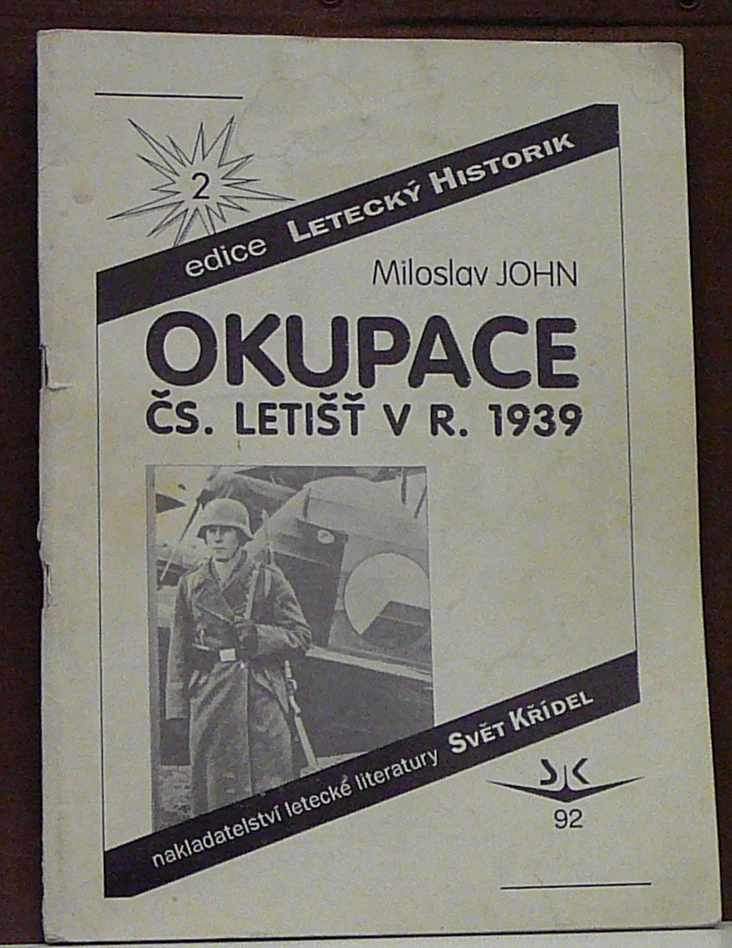 2
edice LETECKÝ HISTORIK
Miloslav JOHN
OKUPACE
ČS. LETIŠŤ V R. 1939
nakladatelství letecké literatury SVĚT KŘÍDEL
SK
92